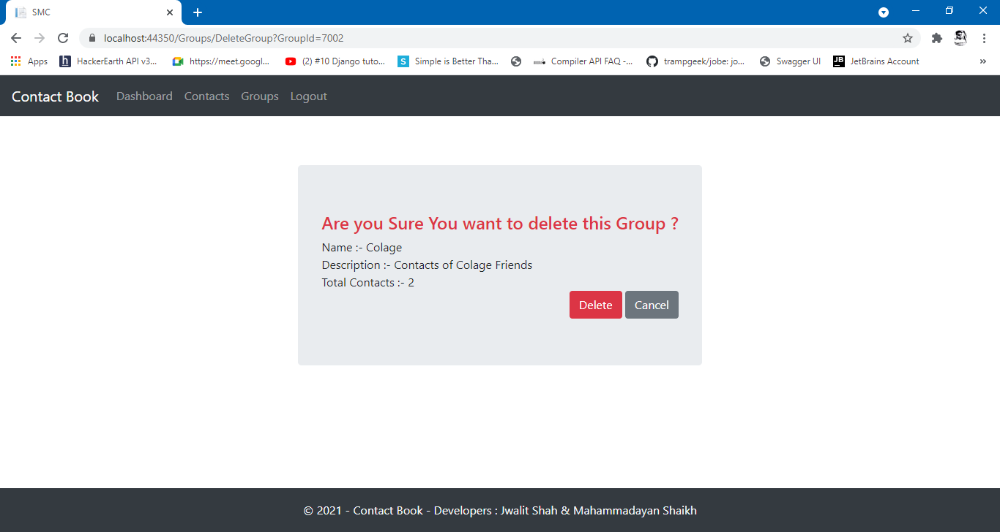 SMC
localhost:44350/Groups/DeleteGroup?GroupId=7002
Apps HackerEarth API v3... https://meet.googl... (2) #10 Django tuto... S Simple is Better Tha... Compiler API FAQ -... trampgeek/jobe: jo... Swagger UI JB JetBrains Account »
Contact Book Dashboard Contacts Groups Logout
Are you Sure You want to delete this Group ?
Name :- Colage
Description :- Contacts of Colage Friends
Total Contacts :- 2
Delete Cancel
© 2021 - Contact Book - Developers : Jwalit Shah & Mahammadayan Shaikh